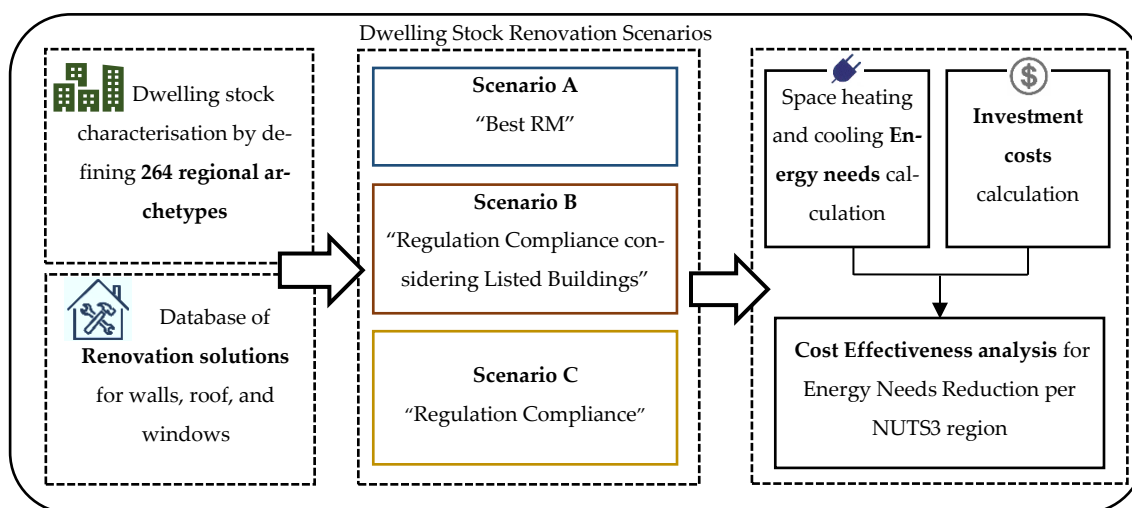 Dwelling stock
characterisation by de-
fining 264 regional ar-
chetypes
Database of
Renovation solutions
for walls, roof, and
windows
Dwelling Stock Renovation Scenarios
Scenario A
“Best RM”
Scenario B
“Regulation Compliance con-
sidering Listed Buildings”
Scenario C
“Regulation Compliance”
Space heating
and cooling En-
ergy needs cal-
culation
$
Investment
costs
calculation
Cost Effectiveness analysis for
Energy Needs Reduction per
NUTS3 region